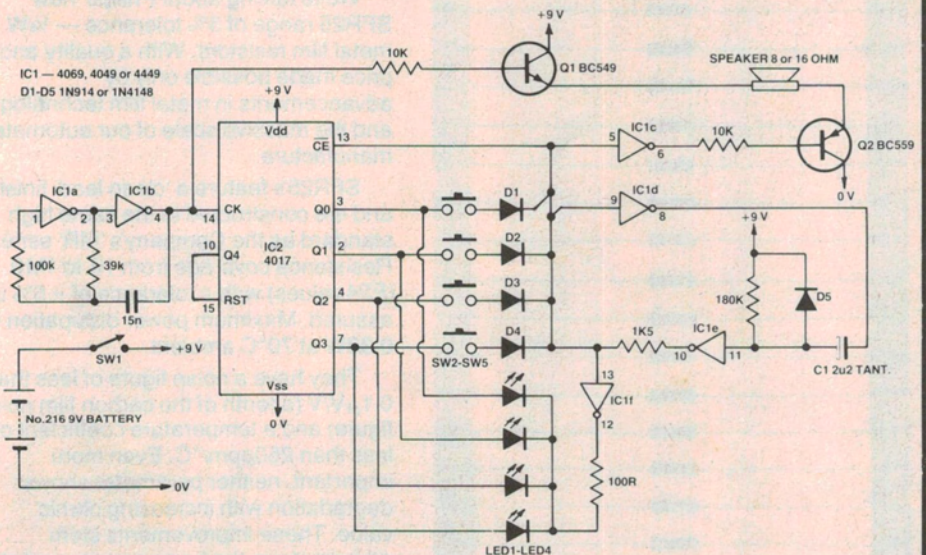 +9 V
10K
Q1 BC549
SPEAKER 8 or 16 OHM
IC1 — 4069, 4049 or 4449
D1-D5 1N914 or 1N4148
+9 V
Vdd
CE 13
5 IC1c 6
10K
Q2 BC559
0 V
IC1a IC1b
1 2 3 4
14 CK
Q0 3
D1
9 IC1d 8
+9 V
Q1 2
D2
10 Q4
IC2
4017
100k
39k
Q2 4
D3
180K
D5
15 RST
15n
Q3 7
SW2-SW5
D4
1K5
10 IC1e 11
C1 2u2 TANT.
SW1
+9 V
13
IC1f
12
Vss
0 V
No.216 9V BATTERY
100R
0V
LED1-LED4